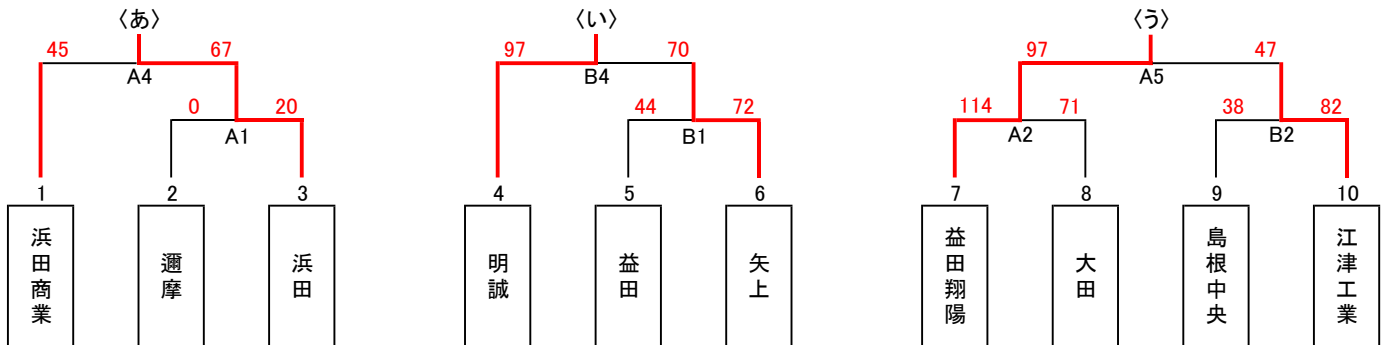 〈あ〉 〈い〉 〈う〉
45 67 97 70 97 47
A4 B4 A5
0 20 44 72 114 71 38 82
A1 B1 A2 B2
1 2 3 4 5 6 7 8 9 10
浜田商業
邇摩
浜田
明誠
益田
矢上
益田翔陽
大田
島根中央
江津工業